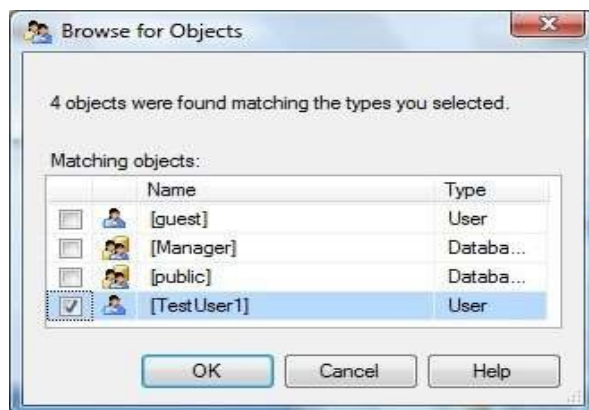 Browse for Objects
4 objects were found matching the types you selected.
Matching objects:
Name Type
[guest] User
[Manager] Databa...
[public] Databa...
[TestUser1] User
OK Cancel Help